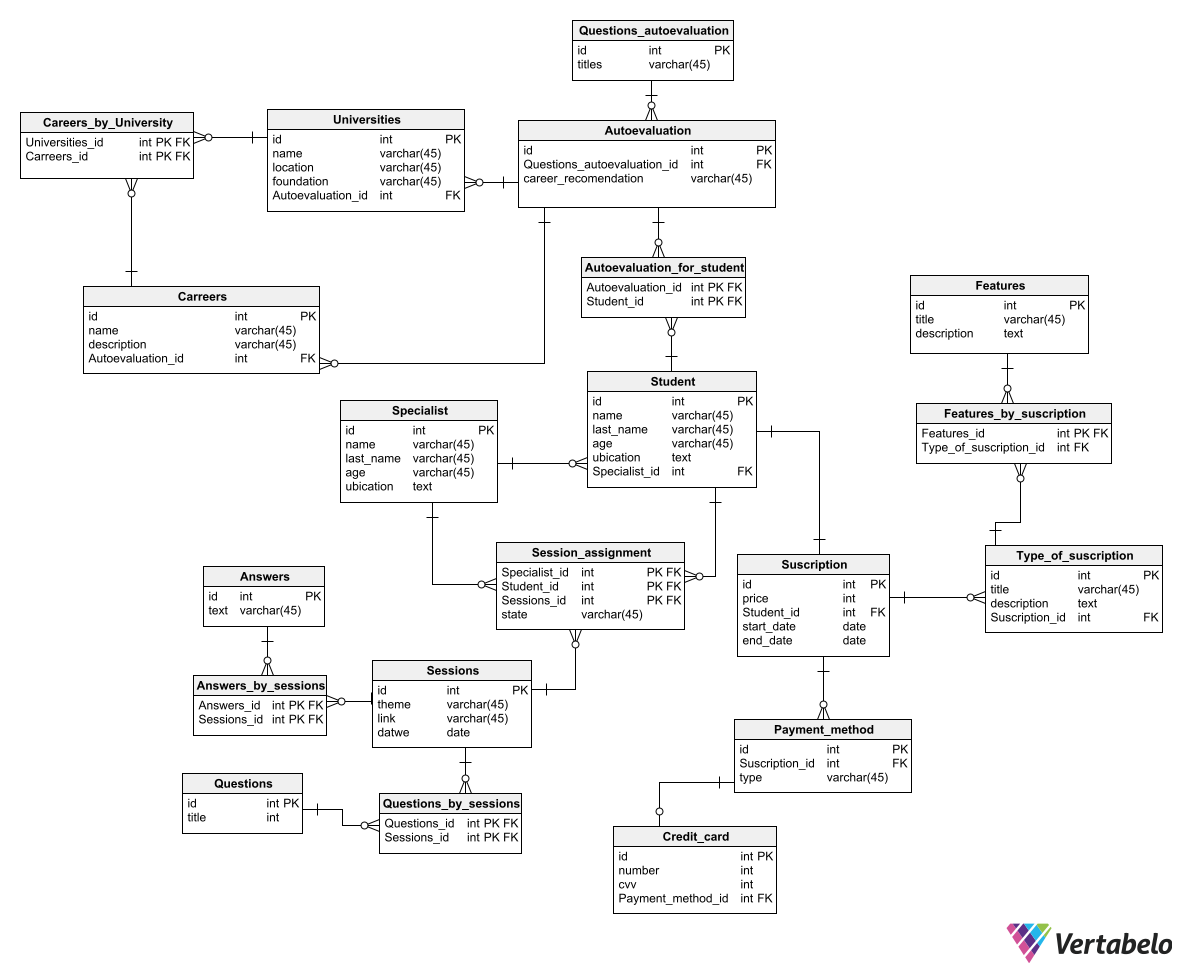 Questions_autoevaluation
id int PK
titles varchar(45)
Careers_by_University
Universities_id int PK FK
Carreers_id int PK FK
Universities
id int PK
name varchar(45)
location varchar(45)
foundation varchar(45)
Autoevaluation_id int FK
Autoevaluation
id int PK
Questions_autoevaluation_id int FK
career_recomendation varchar(45)
Autoevaluation_for_student
Autoevaluation_id int PK FK
Student_id int PK FK
Carreers
id int PK
name varchar(45)
description varchar(45)
Autoevaluation_id int FK
Features
id int PK
title varchar(45)
description text
Student
id int PK
name varchar(45)
last_name varchar(45)
age varchar(45)
ubication text
Specialist_id int FK
Specialist
id int PK
name varchar(45)
last_name varchar(45)
age varchar(45)
ubication text
Features_by_suscription
Features_id int PK FK
Type_of_suscription_id int FK
Session_assignment
Specialist_id int PK FK
Student_id int PK FK
Sessions_id int PK FK
state varchar(45)
Suscription
id int PK
price int
Student_id int FK
start_date date
end_date date
Type_of_suscription
id int PK
title varchar(45)
description text
Suscription_id int FK
Answers
id int PK
text varchar(45)
Answers_by_sessions
Answers_id int PK FK
Sessions_id int PK FK
Sessions
id int PK
theme varchar(45)
link varchar(45)
datwe date
Payment_method
id int PK
Suscription_id int FK
type varchar(45)
Questions
id int PK
title int
Questions_by_sessions
Questions_id int PK FK
Sessions_id int PK FK
Credit_card
id int PK
number int
cvv int
Payment_method_id int FK
Vertabelo